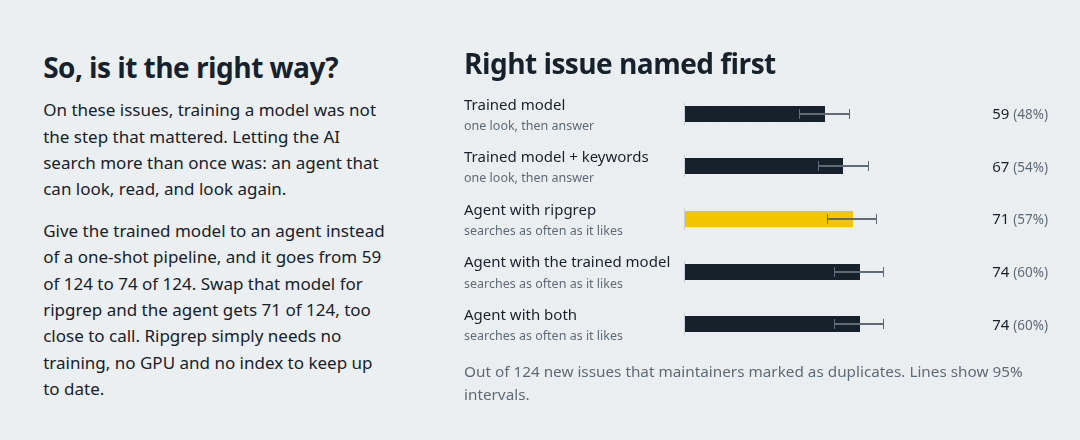 So, is it the right way?
On these issues, training a model was not
the step that mattered. Letting the AI
search more than once was: an agent that
can look, read, and look again.
Give the trained model to an agent instead
of a one-shot pipeline, and it goes from 59
of 124 to 74 of 124. Swap that model for
ripgrep and the agent gets 71 of 124, too
close to call. Ripgrep simply needs no
training, no GPU and no index to keep up
to date.
Right issue named first
Trained model
one look, then answer
59 (48%)
Trained model + keywords
one look, then answer
67 (54%)
Agent with ripgrep
searches as often as it likes
71 (57%)
Agent with the trained model
searches as often as it likes
74 (60%)
Agent with both
searches as often as it likes
74 (60%)
Out of 124 new issues that maintainers marked as duplicates. Lines show 95%
intervals.